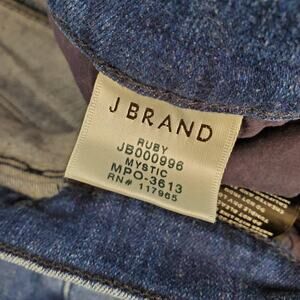 J BRAND
RUBY
JB000996
MYSTIC
MPO-3613
RN# 117965